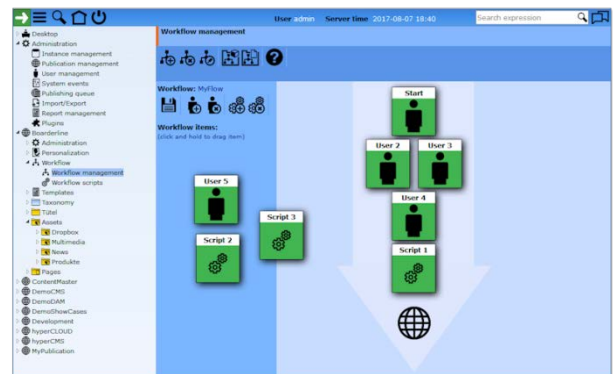 User admin Server time 2017-08-07 18:40 Search expression
Desktop
Administration
Instance management
Publication management
User management
System events
Publishing queue
Import/Export
Report management
Plugins
Boarderline
Administration
Personalization
Workflow
Workflow management
Workflow scripts
Templates
Taxonomy
Tütel
Assets
Dropbox
Multimedia
News
Produkte
Pages
ContentMaster
DemoCMS
DemoDAM
DemoShowCases
Development
hyperCLOUD
hyperCMS
MyPublication
Workflow management
Workflow: MyFlow
Workflow items:
(click and hold to drag item)
User 5
Script 2
Script 3
Start
User 2 User 3
User 4
Script 1